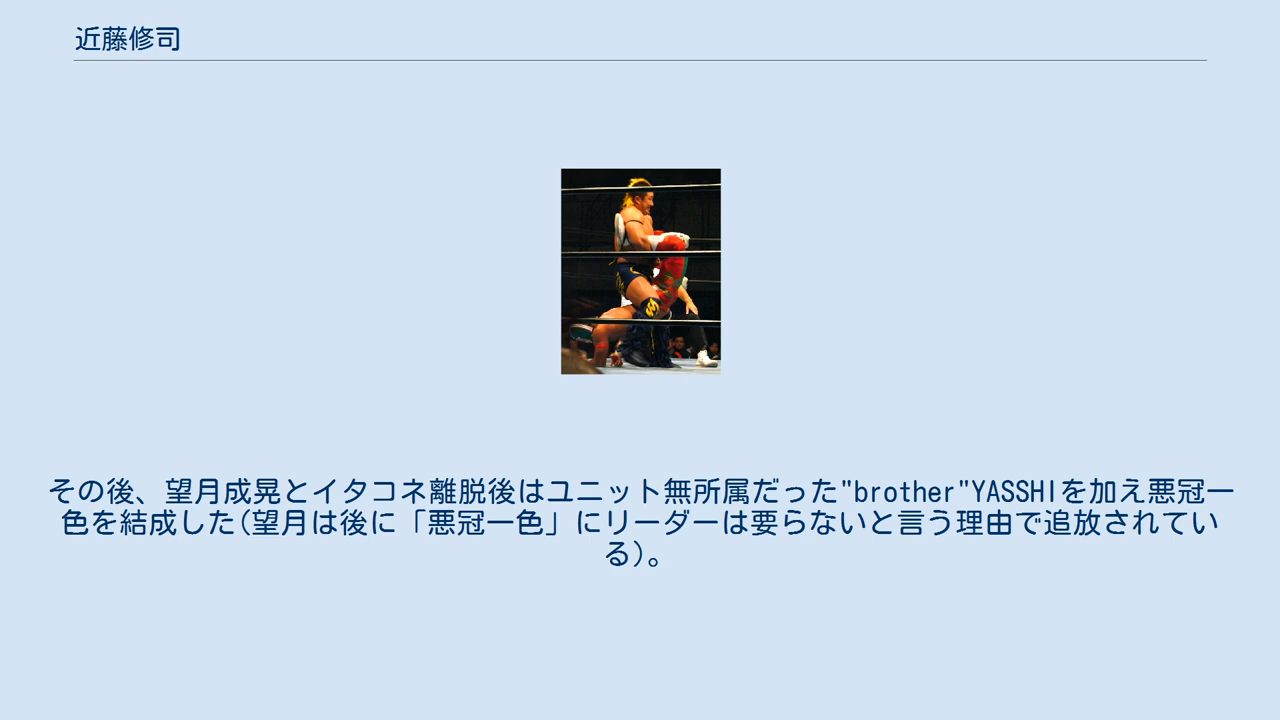 近藤修司
その後、望月成晃とイタコネ離脱後はユニット無所属だった"brother"YASSHIを加え悪冠一
色を結成した(望月は後に「悪冠一色」にリーダーは要らないと言う理由で追放されてい
る)。